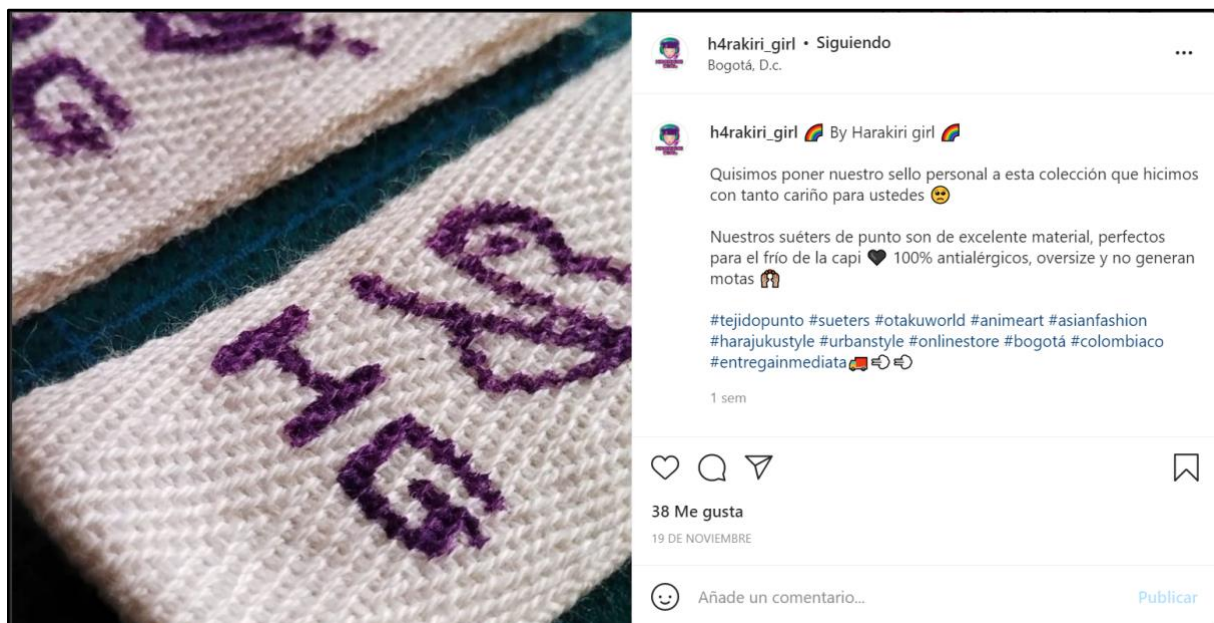 HG
G
h4rakiri_girl • Siguiendo
Bogotá, D.c.
...
h4rakiri_girl 🌈 By Harakiri girl 🌈
Quisimos poner nuestro sello personal a esta colección que hicimos
con tanto cariño para ustedes 🥺
Nuestros suéters de punto son de excelente material, perfectos
para el frío de la capi 🖤 100% antialérgicos, oversize y no generan
motas 🙌🏽
#tejidopunto #sueters #otakuworld #animeart #asianfashion
#harajukustyle #urbanstyle #onlinestore #bogotá #colombiaco
#entregainmediata🚚💨💨
1 sem
38 Me gusta
19 DE NOVIEMBRE
Añade un comentario...
Publicar